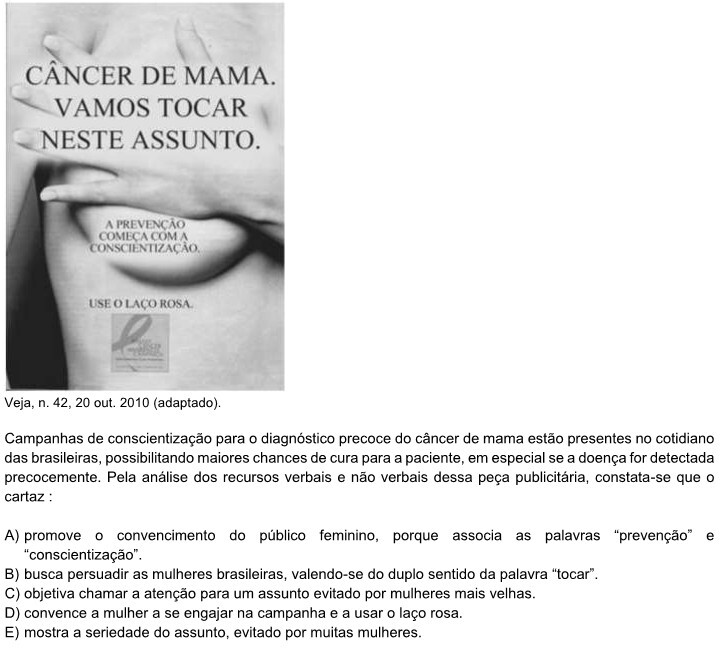 CÂNCER DE MAMA.
VAMOS TOCAR
NESTE ASSUNTO.
A PREVENÇÃO
COMEÇA COM A
CONSCIENTIZAÇÃO.
USE O LAÇO ROSA.
Veja, n. 42, 20 out. 2010 (adaptado).
Campanhas de conscientização para o diagnóstico precoce do câncer de mama estão presentes no cotidiano
das brasileiras, possibilitando maiores chances de cura para a paciente, em especial se a doença for detectada
precocemente. Pela análise dos recursos verbais e não verbais dessa peça publicitária, constata-se que o
cartaz :
A) promove o convencimento do público feminino, porque associa as palavras “prevenção” e
“conscientização”.
B) busca persuadir as mulheres brasileiras, valendo-se do duplo sentido da palavra “tocar”.
C) objetiva chamar a atenção para um assunto evitado por mulheres mais velhas.
D) convence a mulher a se engajar na campanha e a usar o laço rosa.
E) mostra a seriedade do assunto, evitado por muitas mulheres.